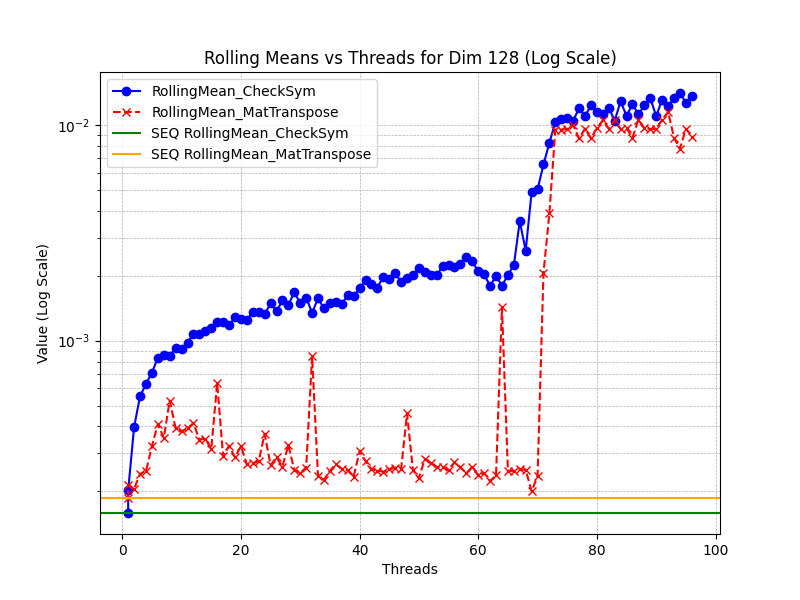 Rolling Means vs Threads for Dim 128 (Log Scale)
RollingMean_CheckSym
RollingMean_MatTranspose
SEQ RollingMean_CheckSym
SEQ RollingMean_MatTranspose
Value (Log Scale)
10⁻²
10⁻³
0 20 40 60 80 100
Threads